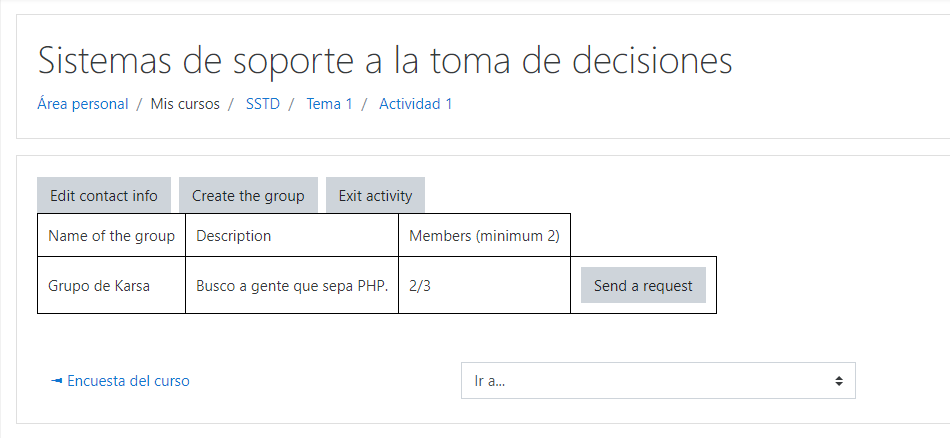 Sistemas de soporte a la toma de decisiones
Área personal / Mis cursos / SSTD / Tema 1 / Actividad 1
Edit contact info Create the group Exit activity
Name of the group Description Members (minimum 2)
Grupo de Karsa Busco a gente que sepa PHP. 2/3 Send a request
Encuesta del curso Ir a...